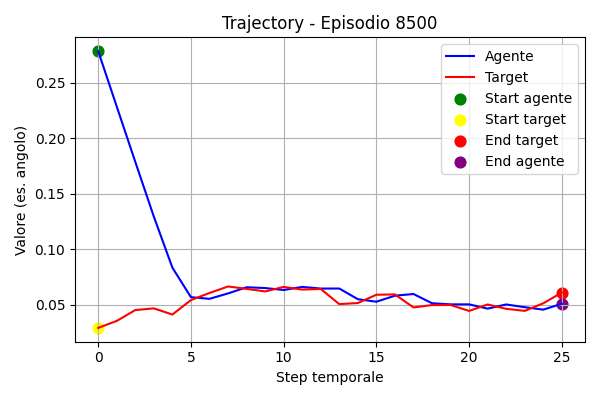 Trajectory - Episodio 8500
Agente
Target
Start agente
Start target
End target
End agente
Valore (es. angolo)
0.25
0.20
0.15
0.10
0.05
0 5 10 15 20 25
Step temporale